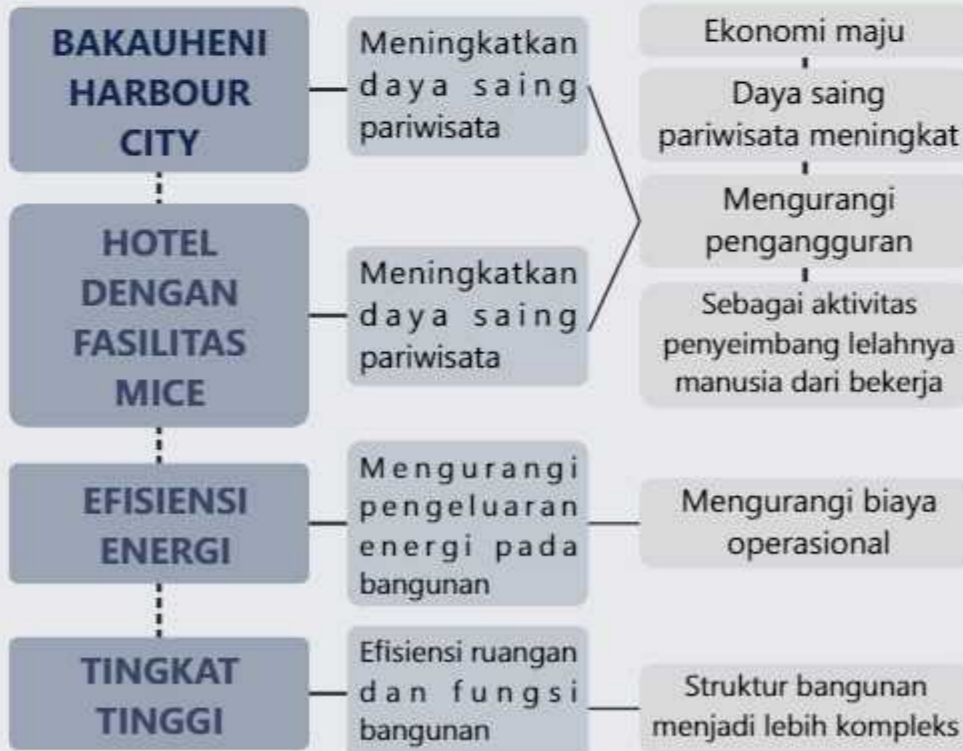 BAKAUHENI
HARBOUR
CITY
Meningkatkan
daya saing
pariwisata
Ekonomi maju
Daya saing
pariwisata meningkat
Mengurangi
pengangguran
Sebagai aktivitas
penyeimbang lelahnya
manusia dari bekerja
HOTEL
DENGAN
FASILITAS
MICE
Meningkatkan
daya saing
pariwisata
EFISIENSI
ENERGI
Mengurangi
pengeluaran
energi pada
bangunan
Mengurangi biaya
operasional
TINGKAT
TINGGI
Efisiensi ruangan
dan fungsi
bangunan
Struktur bangunan
menjadi lebih kompleks